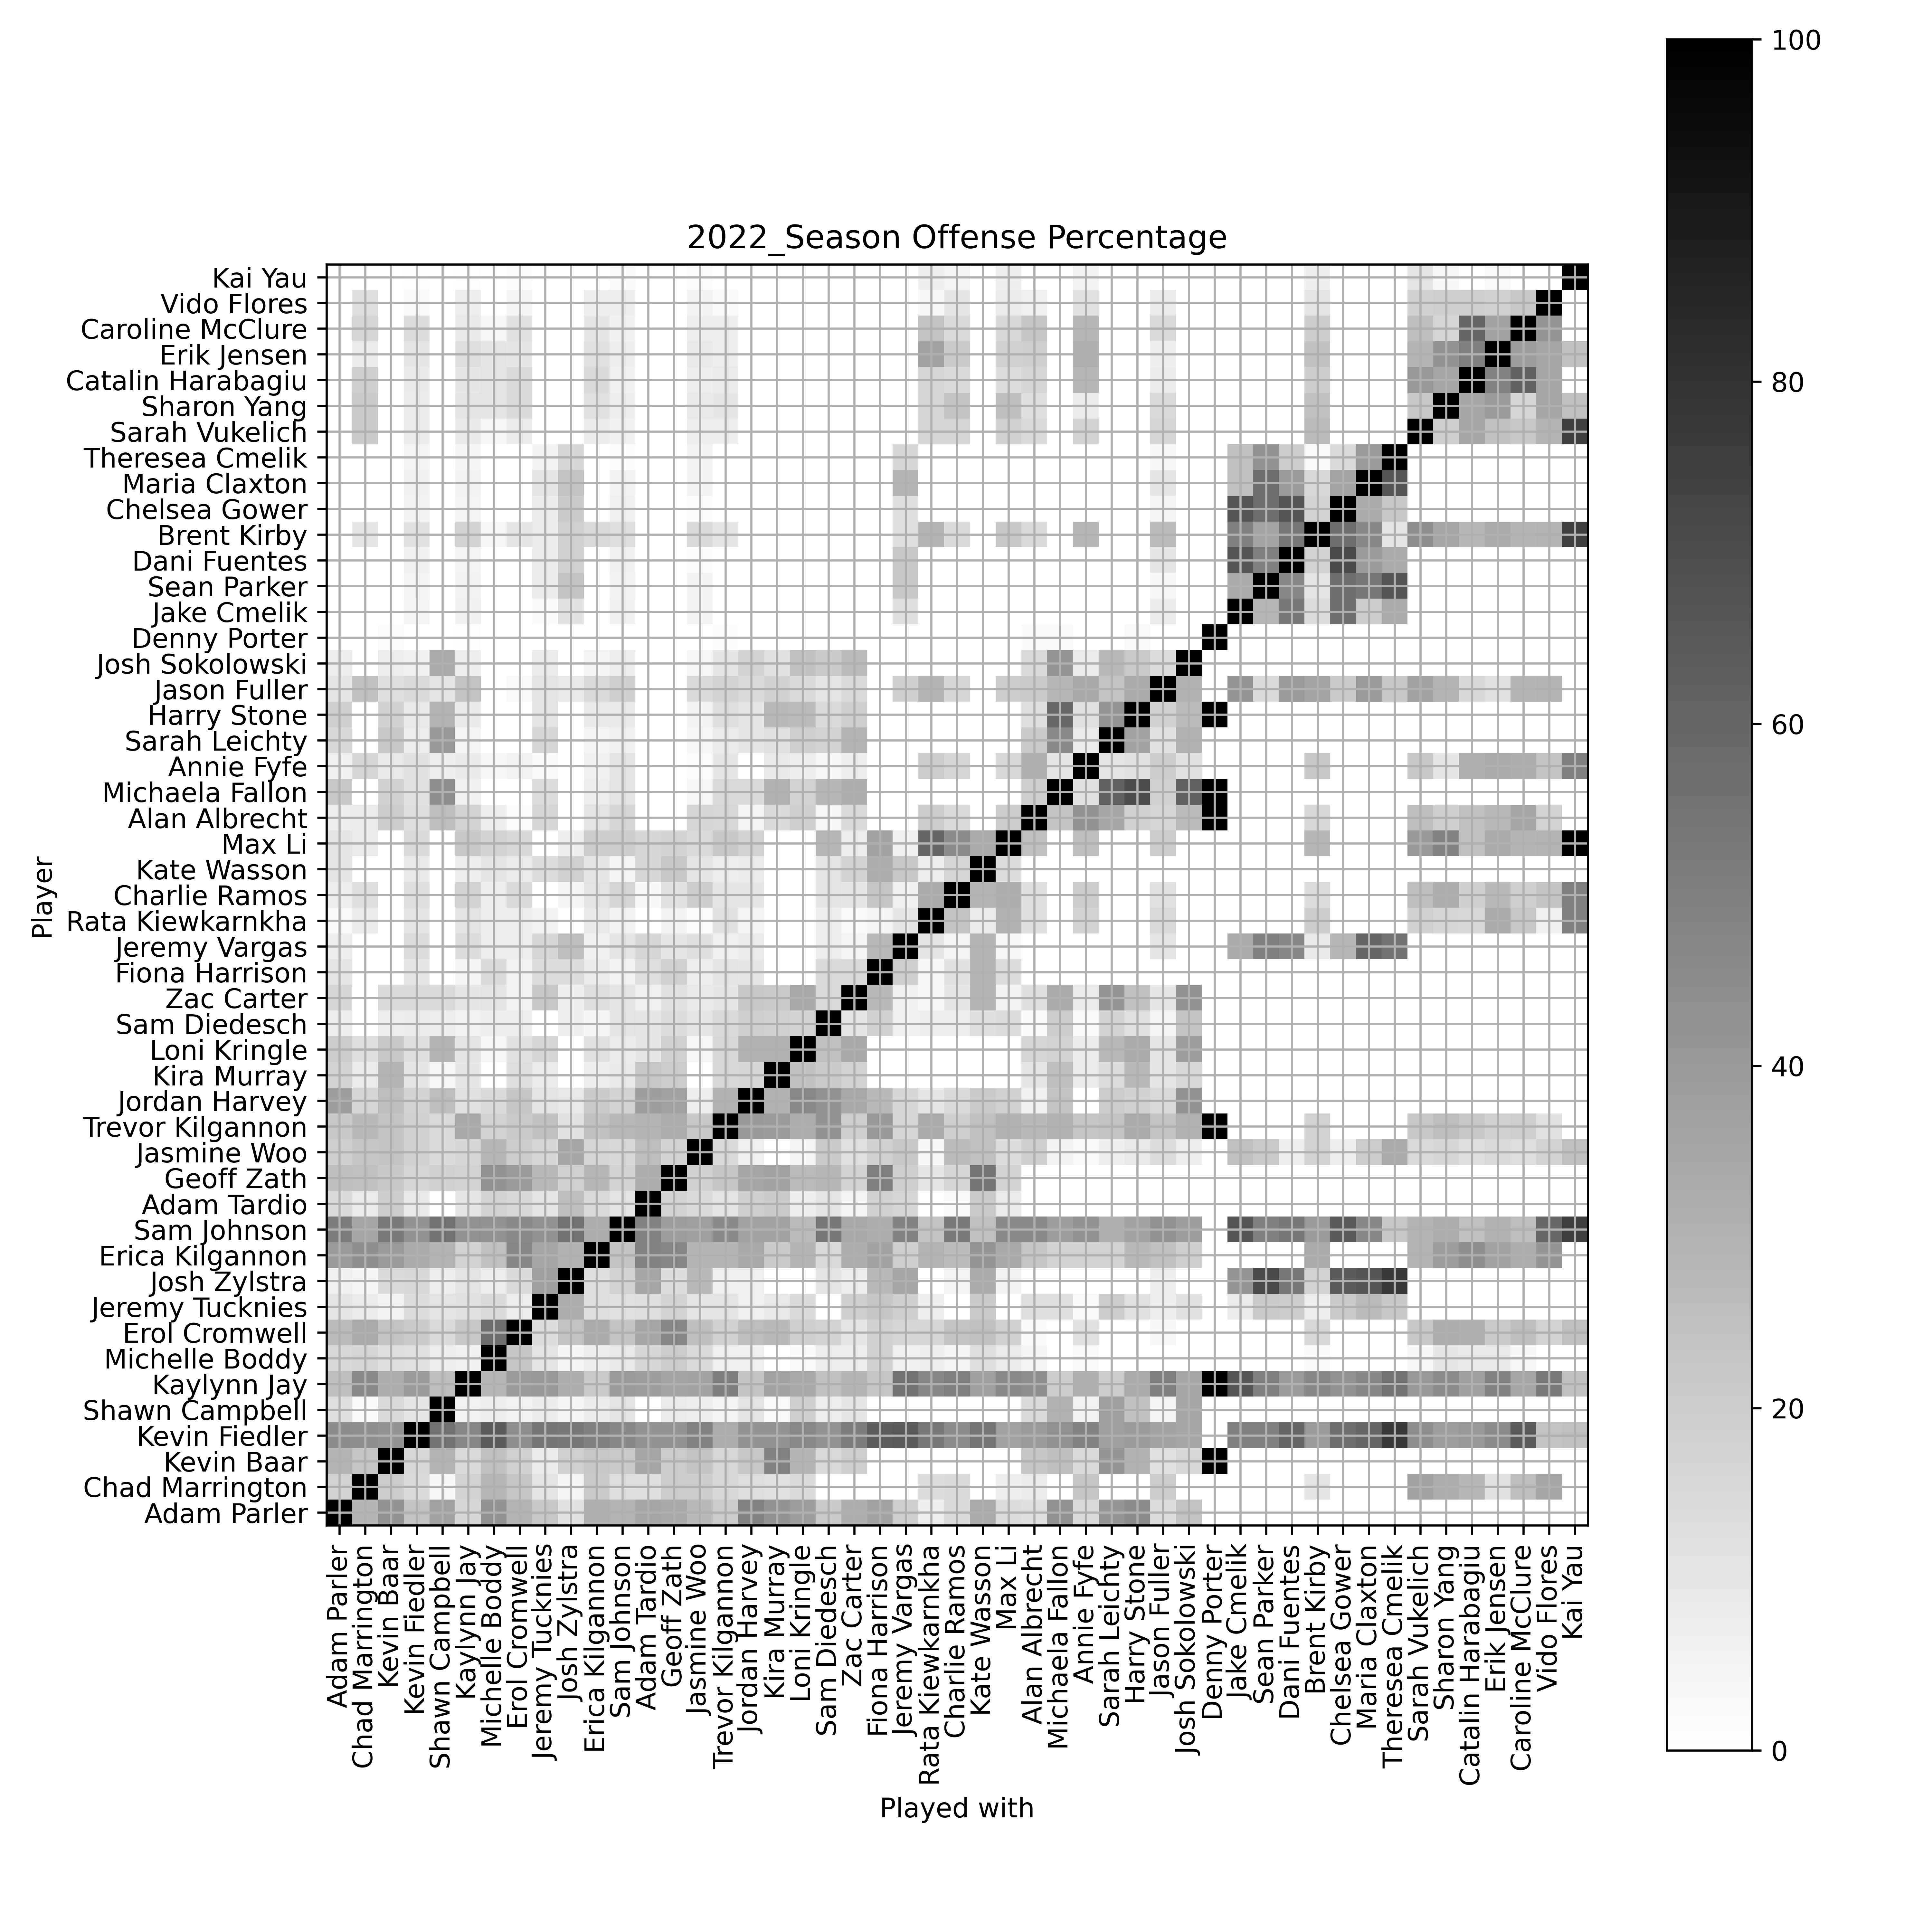 2022_Season Offense Percentage
Player
Kai Yau
Vido Flores
Caroline McClure
Erik Jensen
Catalin Harabagiu
Sharon Yang
Sarah Vukelich
Theresea Cmelik
Maria Claxton
Chelsea Gower
Brent Kirby
Dani Fuentes
Sean Parker
Jake Cmelik
Denny Porter
Josh Sokolowski
Jason Fuller
Harry Stone
Sarah Leichty
Annie Fyfe
Michaela Fallon
Alan Albrecht
Max Li
Kate Wasson
Charlie Ramos
Rata Kiewkarnkha
Jeremy Vargas
Fiona Harrison
Zac Carter
Sam Diedesch
Loni Kringle
Kira Murray
Jordan Harvey
Trevor Kilgannon
Jasmine Woo
Geoff Zath
Adam Tardio
Sam Johnson
Erica Kilgannon
Josh Zylstra
Jeremy Tucknies
Erol Cromwell
Michelle Boddy
Kaylynn Jay
Shawn Campbell
Kevin Fiedler
Kevin Baar
Chad Marrington
Adam Parler
Adam Parler
Chad Marrington
Kevin Baar
Kevin Fiedler
Shawn Campbell
Kaylynn Jay
Michelle Boddy
Erol Cromwell
Jeremy Tucknies
Josh Zylstra
Erica Kilgannon
Sam Johnson
Adam Tardio
Geoff Zath
Jasmine Woo
Trevor Kilgannon
Jordan Harvey
Kira Murray
Loni Kringle
Sam Diedesch
Zac Carter
Fiona Harrison
Jeremy Vargas
Rata Kiewkarnkha
Charlie Ramos
Kate Wasson
Max Li
Alan Albrecht
Michaela Fallon
Annie Fyfe
Sarah Leichty
Harry Stone
Jason Fuller
Josh Sokolowski
Denny Porter
Jake Cmelik
Sean Parker
Dani Fuentes
Brent Kirby
Chelsea Gower
Maria Claxton
Theresea Cmelik
Sarah Vukelich
Sharon Yang
Catalin Harabagiu
Erik Jensen
Caroline McClure
Vido Flores
Kai Yau
Played with
100
80
60
40
20
0